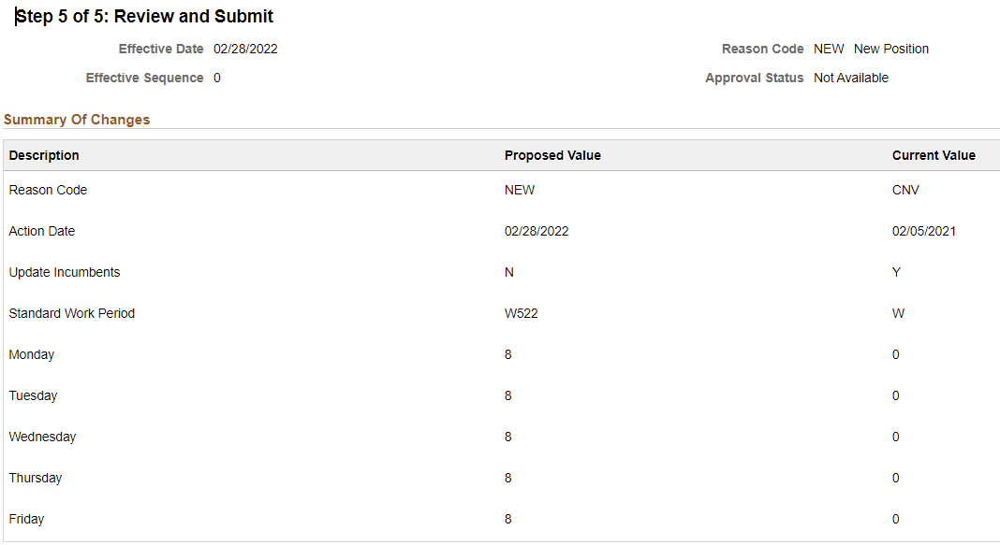 Step 5 of 5: Review and Submit
Effective Date 02/28/2022 Reason Code NEW New Position
Effective Sequence 0 Approval Status Not Available
Summary Of Changes
Description Proposed Value Current Value
Reason Code NEW CNV
Action Date 02/28/2022 02/05/2021
Update Incumbents N Y
Standard Work Period W522 W
Monday 8 0
Tuesday 8 0
Wednesday 8 0
Thursday 8 0
Friday 8 0